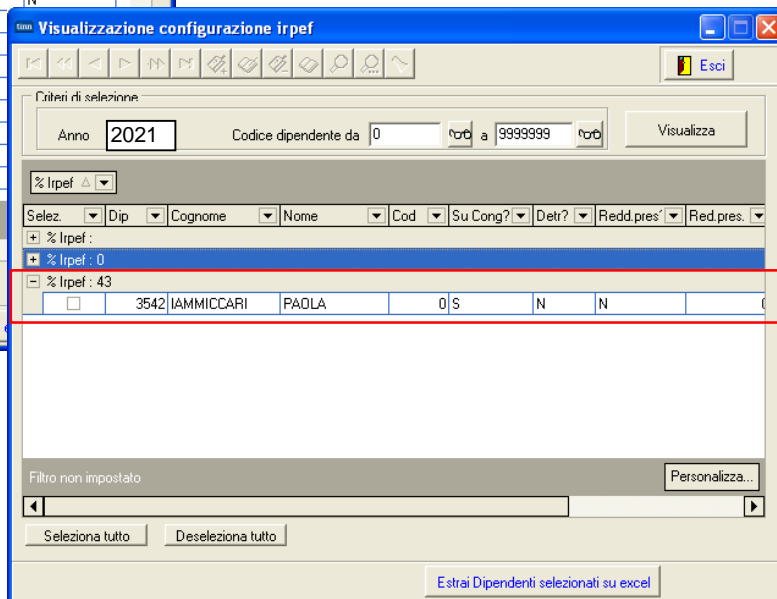 N
tinn Visualizzazione configurazione irpef
Esci
Criteri di selezione
Anno 2021 Codice dipendente da 0 a 9999999 Visualizza
% Irpef
Selez. Dip Cognome Nome Cod Su Cong? Detr? Redd.pres' Red.pres.
% Irpef :
% Irpef : 0
% Irpef : 43
3542 IAMMICCARI PAOLA 0 S N N 0
Filtro non impostato Personalizza...
Seleziona tutto Deseleziona tutto
Estrai Dipendenti selezionati su excel